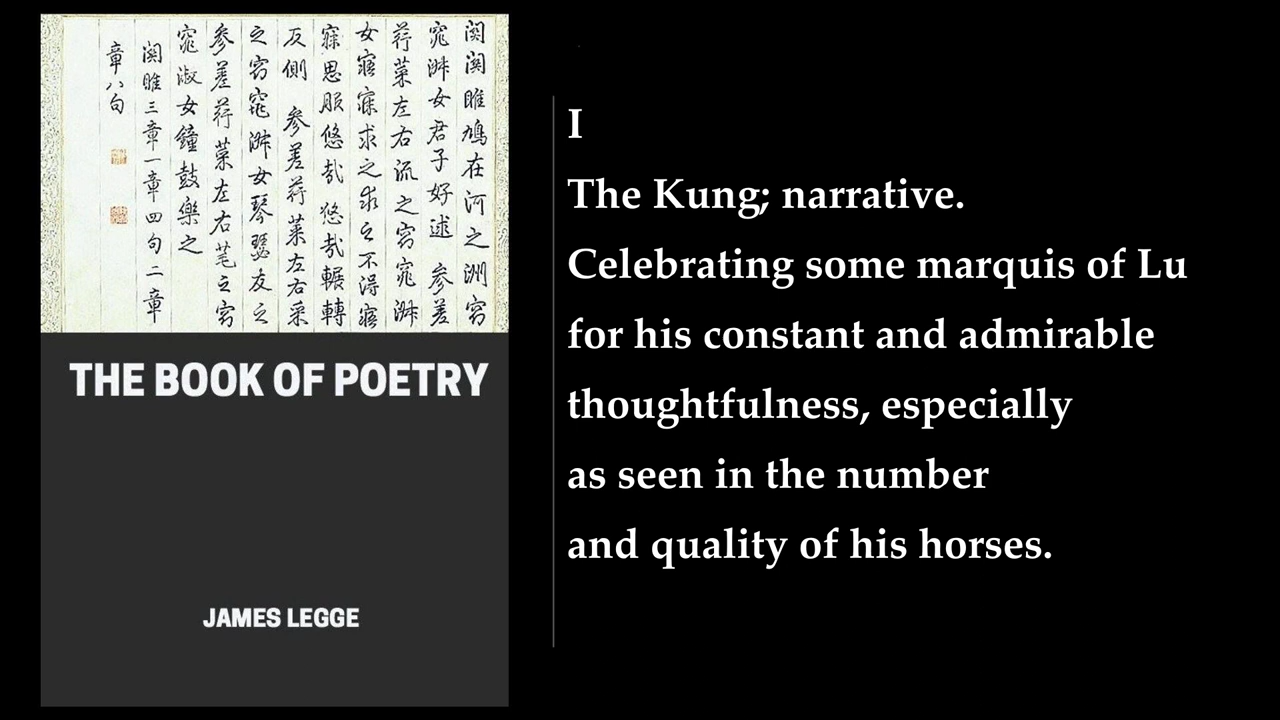 関関雎鳩在河之洲窈
窕淑女君子好逑 参差
荇菜左右流之窈窕淑
女寤寐求之求之不得寤
寐思服悠哉 悠哉輾轉
反側 参差荇菜左右采
之窈窕淑女琴瑟友之
参差荇菜左右芼之窈
窕淑女鐘鼓樂之
関雎三章一章四句二章
章八句
THE BOOK OF POETRY
JAMES LEGGE
I
The Kung; narrative.
Celebrating some marquis of Lu
for his constant and admirable
thoughtfulness, especially
as seen in the number
and quality of his horses.